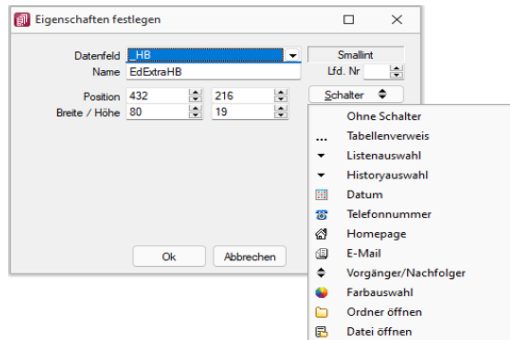 Eigenschaften festlegen
Datenfeld _HB Smallint
Name EdExtraHB Lfd. Nr
Position 432 216 Schalter
Breite / Höhe 80 19
Ohne Schalter
... Tabellenverweis
Listenauswahl
Historyauswahl
Datum
Telefonnummer
Homepage
E-Mail
Vorgänger/Nachfolger
Farbauswahl
Ordner öffnen
Datei öffnen
Ok Abbrechen